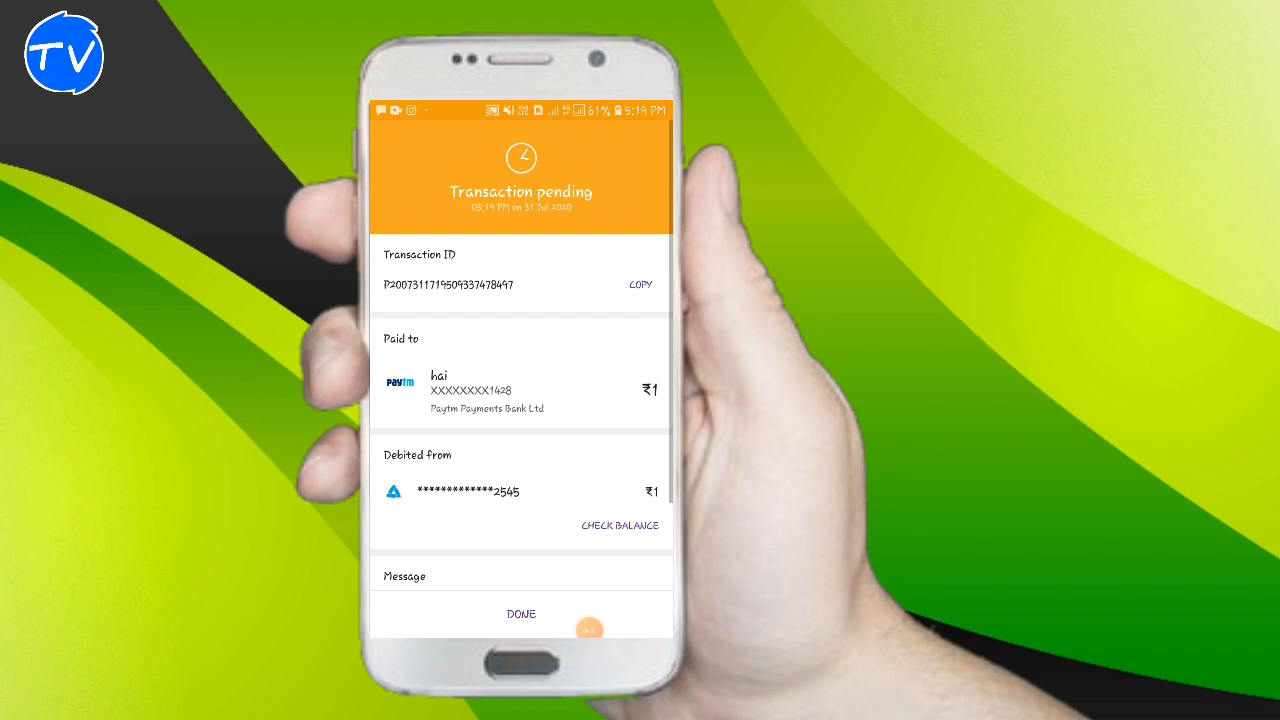 TV
61% 5:19 PM
Transaction pending
05:19 PM on 31 Jul 2020
Transaction ID
P2007311719509337478497
COPY
Paid to
paytm
hai
XXXXXXXX1428
₹1
Paytm Payments Bank Ltd
Debited from
*************2545
₹1
CHECK BALANCE
Message
DONE